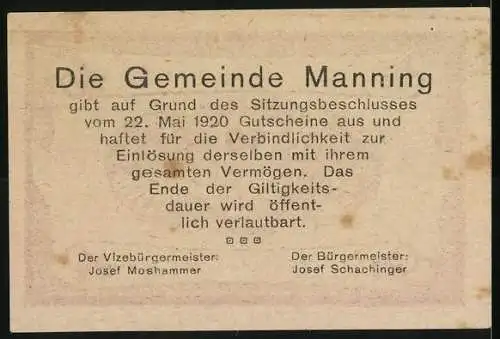 Die Gemeinde Manning
gibt auf Grund des Sitzungsbeschlusses
vom 22. Mai 1920 Gutscheine aus und
haftet für die Verbindlichkeit zur
Einlösung derselben mit ihrem
gesamten Vermögen. Das
Ende der Giltigkeits-
dauer wird öffent-
lich verlautbart.
Der Vizebürgermeister: Der Bürgermeister:
Josef Moshammer Josef Schachinger